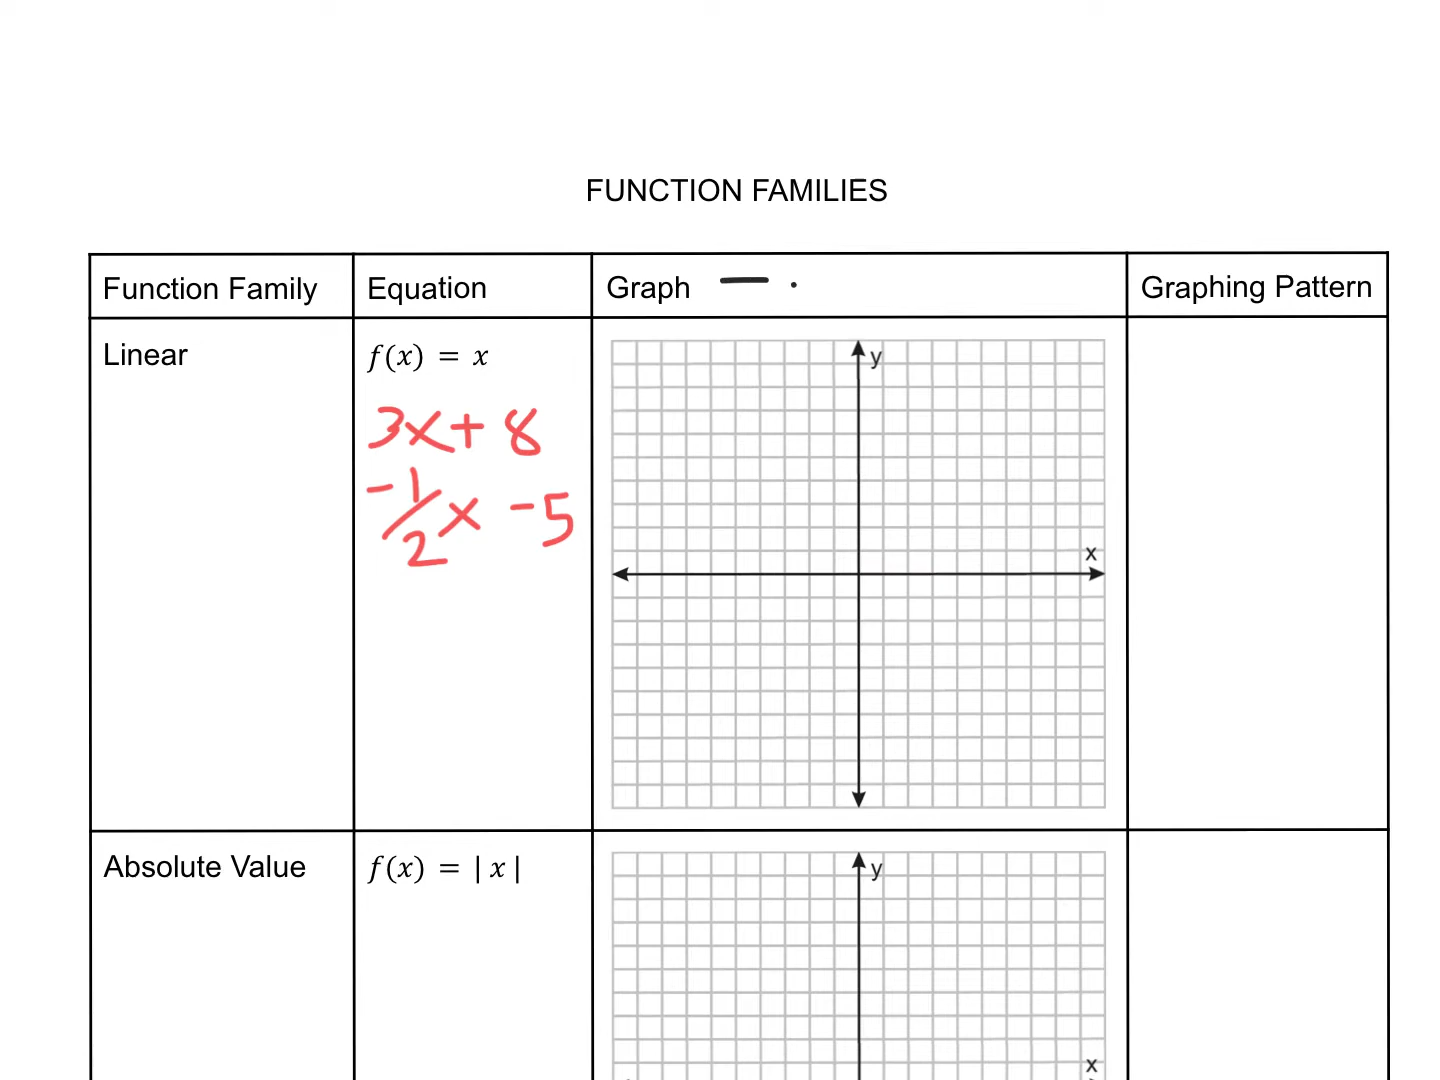 FUNCTION FAMILIES
Function Family Equation Graph — . Graphing Pattern
Linear f(x) = x
3x + 8
-1/2x - 5
y
x
Absolute Value f(x) = |x|
y
x